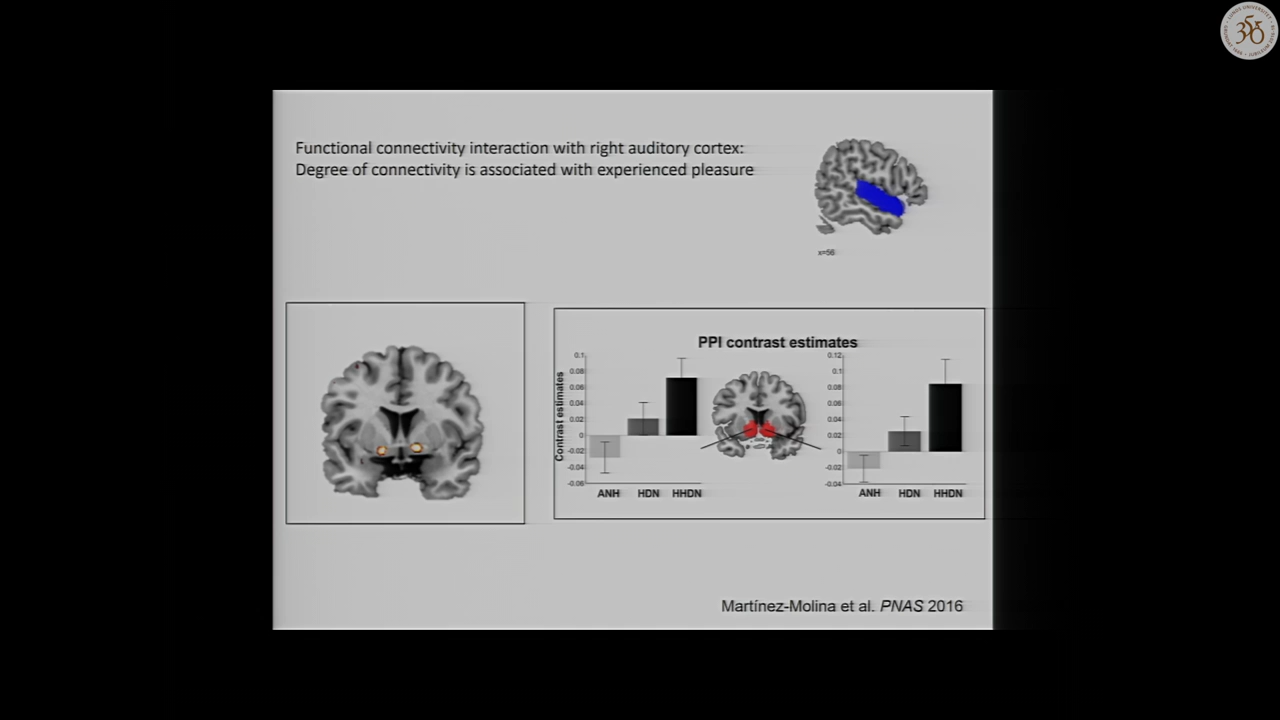 Functional connectivity interaction with right auditory cortex:
Degree of connectivity is associated with experienced pleasure
x=56
PPI contrast estimates
Contrast estimates
0.1
0.08
0.06
0.04
0.02
0
-0.02
-0.04
-0.06
ANH HDN HHDN
0.12
0.1
0.08
0.06
0.04
0.02
0
-0.02
-0.04
ANH HDN HHDN
Martínez-Molina et al. PNAS 2016